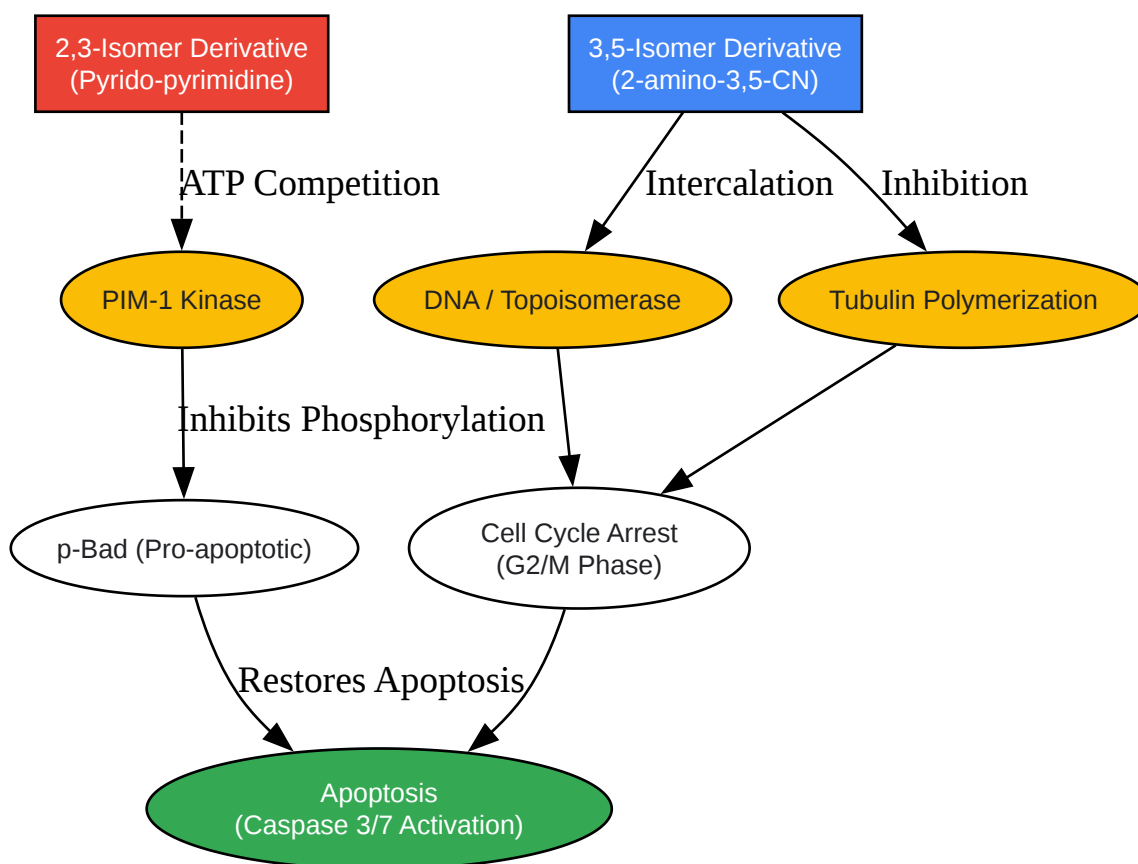 2,3-Isomer Derivative
(Pyrido-pyrimidine)
3,5-Isomer Derivative
(2-amino-3,5-CN)
ATP Competition
Intercalation
Inhibition
PIM-1 Kinase
DNA / Topoisomerase
Tubulin Polymerization
Inhibits Phosphorylation
p-Bad (Pro-apoptotic)
Cell Cycle Arrest
(G2/M Phase)
Restores Apoptosis
Apoptosis
(Caspase 3/7 Activation)